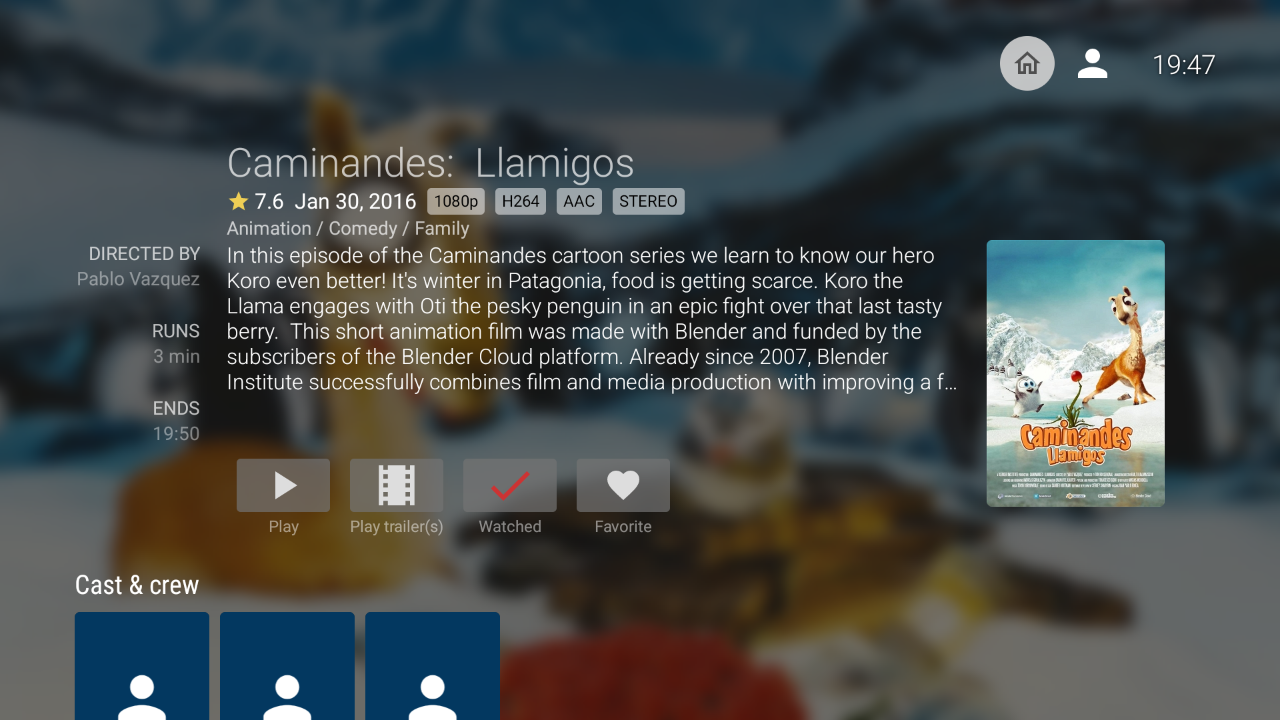 19:47
Caminandes: Llamigos
7.6 Jan 30, 2016 1080p H264 AAC STEREO
Animation / Comedy / Family
DIRECTED BY
Pablo Vazquez
RUNS
3 min
ENDS
19:50
In this episode of the Caminandes cartoon series we learn to know our hero
Koro even better! It's winter in Patagonia, food is getting scarce. Koro the
Llama engages with Oti the pesky penguin in an epic fight over that last tasty
berry. This short animation film was made with Blender and funded by the
subscribers of the Blender Cloud platform. Already since 2007, Blender
Institute successfully combines film and media production with improving a f…
Caminandes
Llamigos
Play
Play trailer(s)
Watched
Favorite
Cast & crew